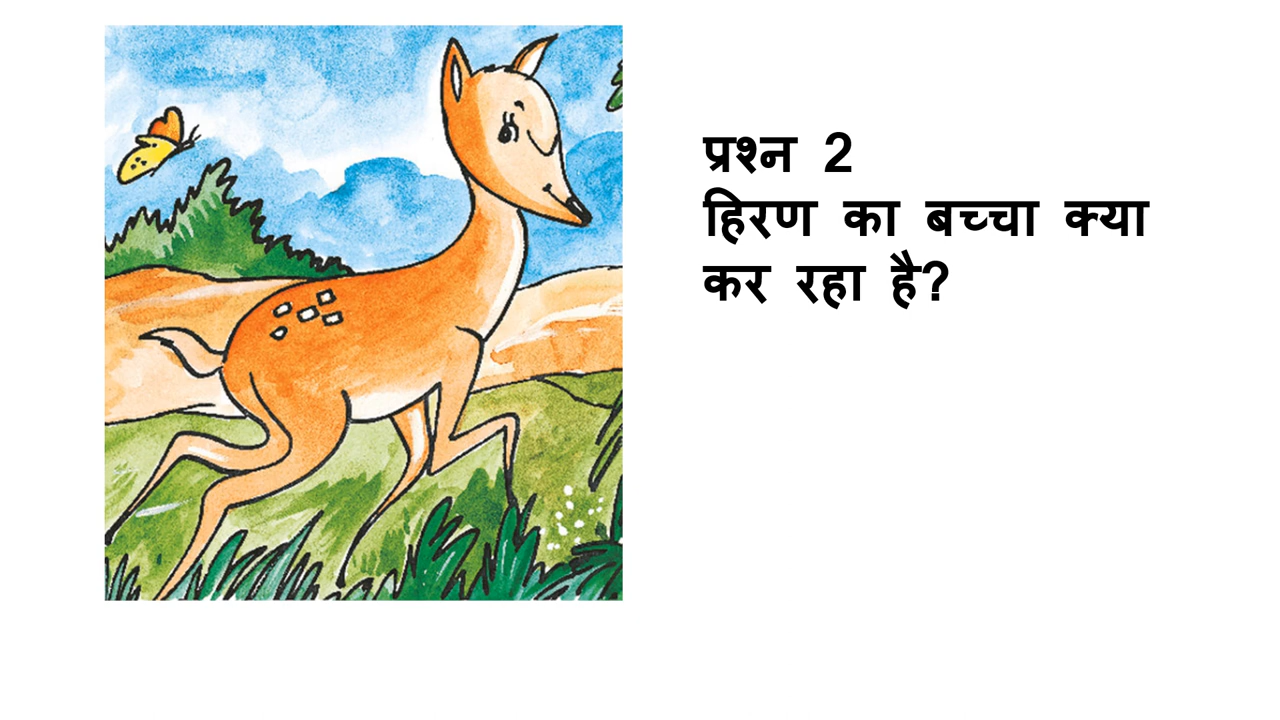 प्रश्न 2
हिरण का बच्चा क्या
कर रहा है?